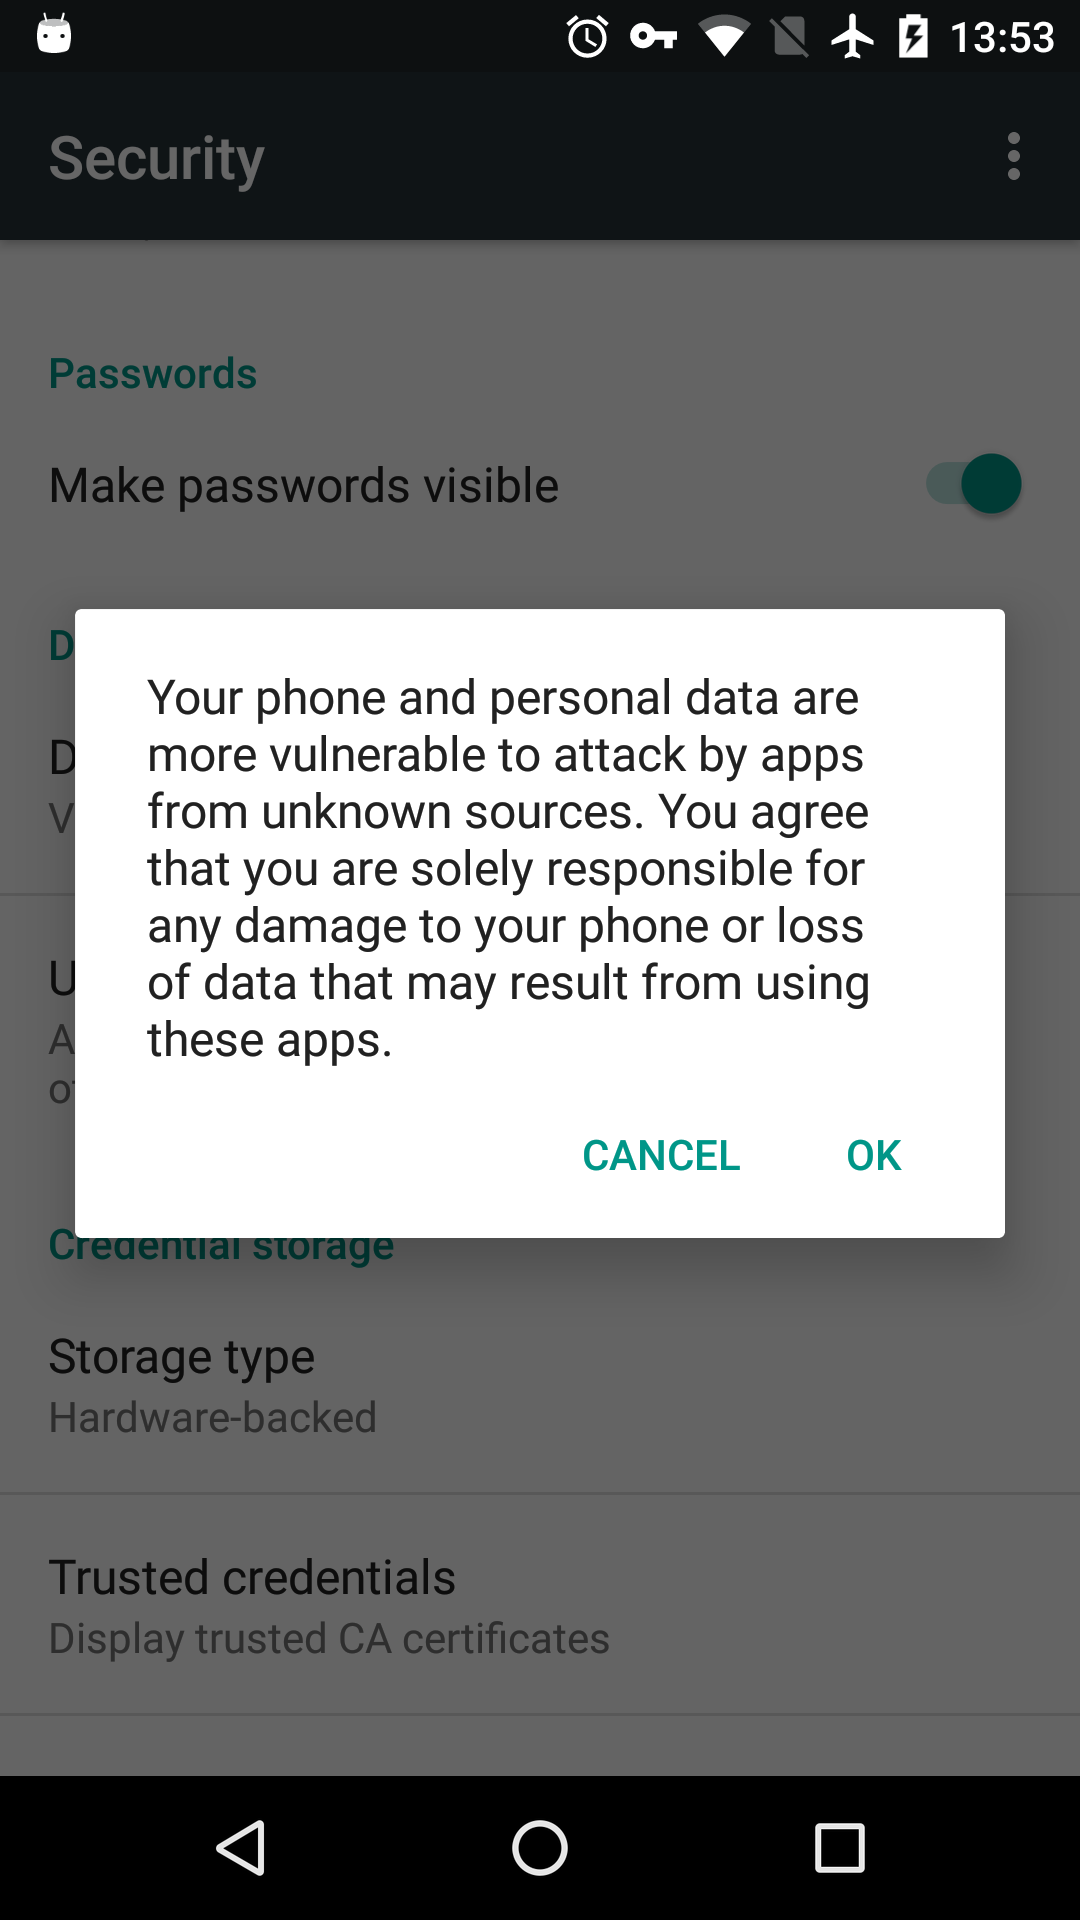 13:53
Security
Passwords
Make passwords visible
D
D
V
U
A
Your phone and personal data are
more vulnerable to attack by apps
from unknown sources. You agree
that you are solely responsible for
any damage to your phone or loss
of data that may result from using
these apps.
CANCEL OK
Credential storage
Storage type
Hardware-backed
Trusted credentials
Display trusted CA certificates